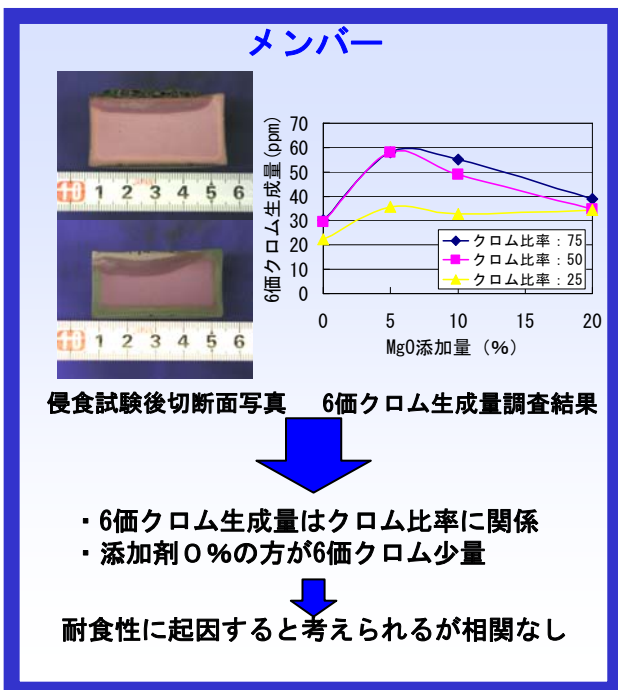 メンバー
1 2 3 4 5 6
1 2 3 4 5 6
6価クロム生成量(ppm)
70
60
50
40
30
20
10
0
クロム比率：75
クロム比率：50
クロム比率：25
0 5 10 15 20
MgO添加量（%）
侵食試験後切断面写真 6価クロム生成量調査結果
・6価クロム生成量はクロム比率に関係
・添加剤０%の方が6価クロム少量
耐食性に起因すると考えられるが相関なし